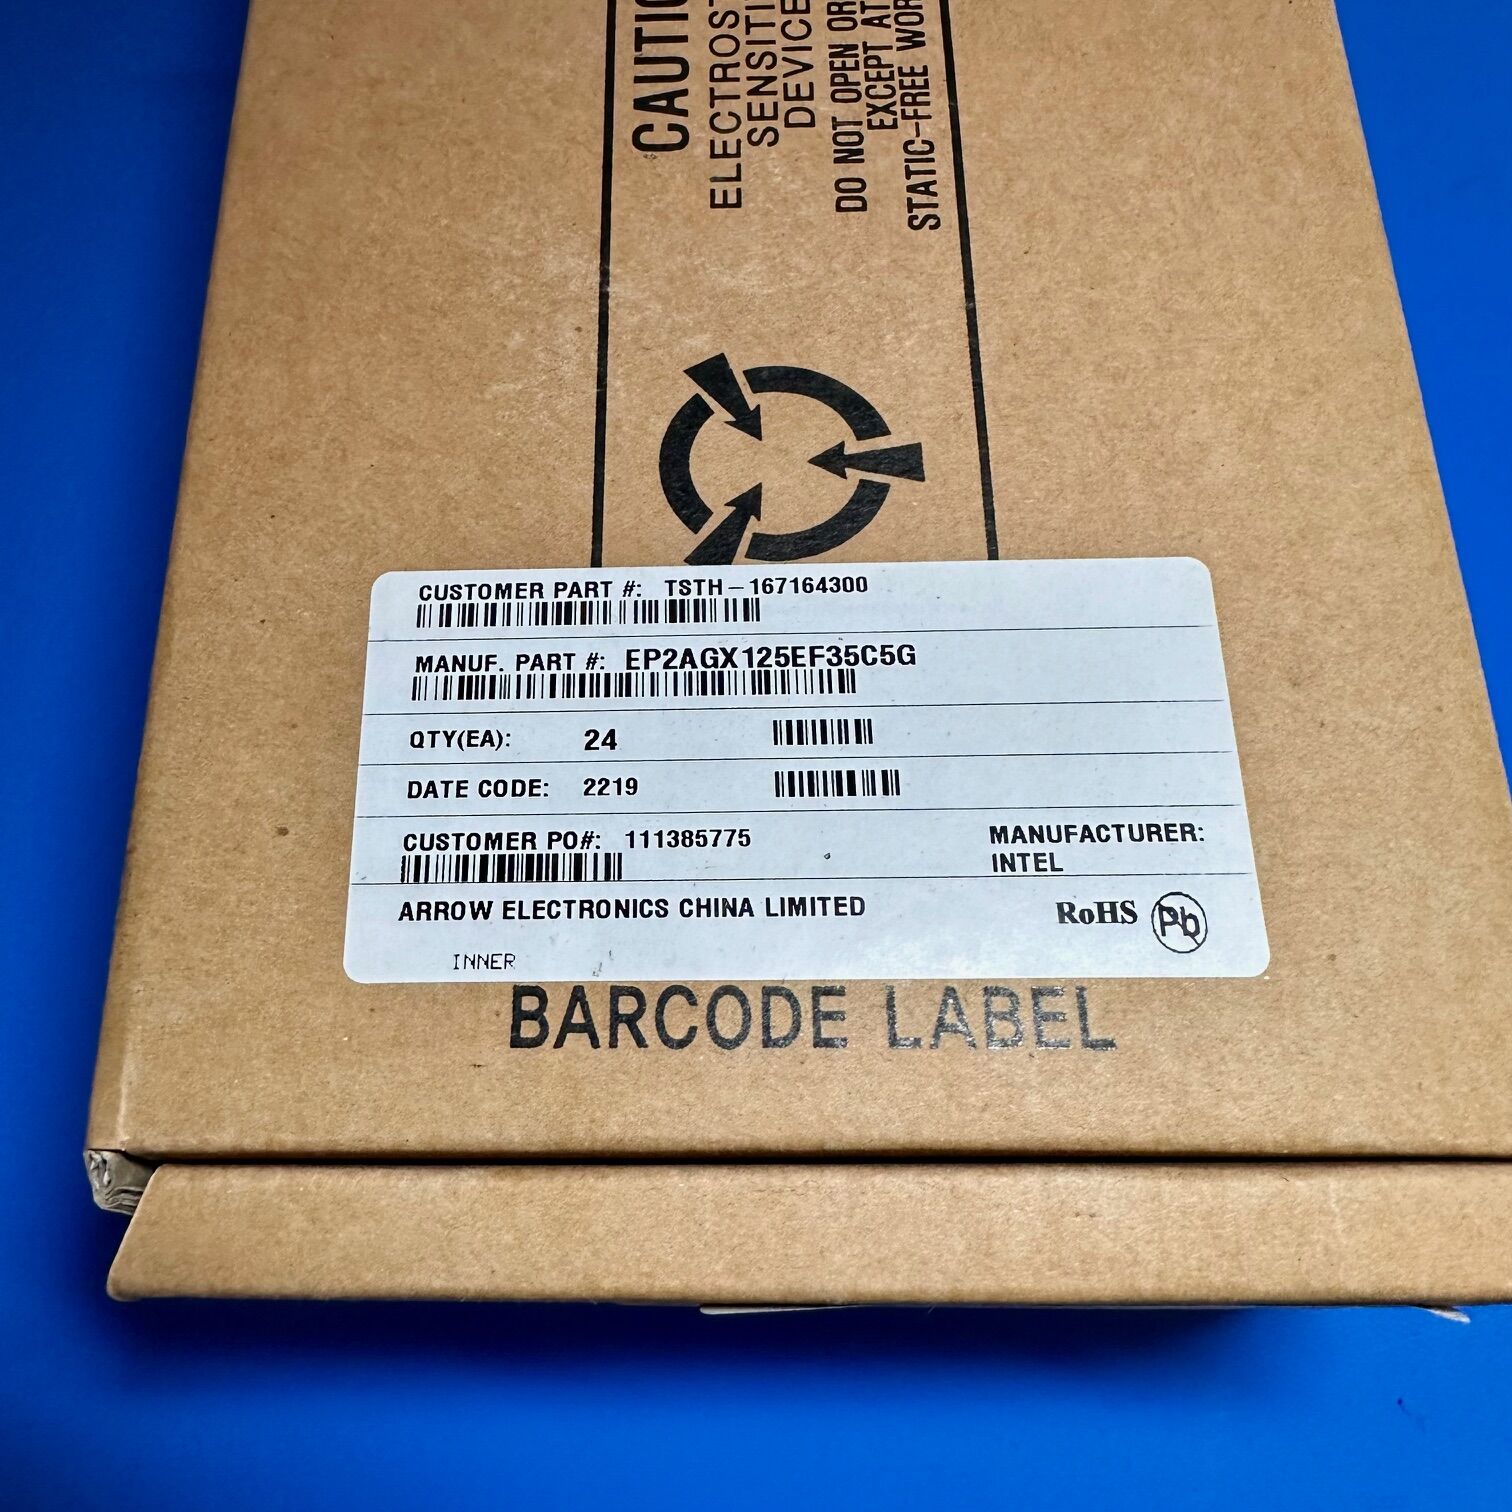 CAUTIO
ELECTROST
SENSITI
DEVICE
DO NOT OPEN OR
EXCEPT AT
STATIC-FREE WOR
CUSTOMER PART #: TSTH-167164300
MANUF. PART #: EP2AGX125EF35C5G
QTY(EA): 24
DATE CODE: 2219
CUSTOMER PO#: 111385775
MANUFACTURER:
INTEL
ARROW ELECTRONICS CHINA LIMITED
RoHS Pb
INNER
BARCODE LABEL